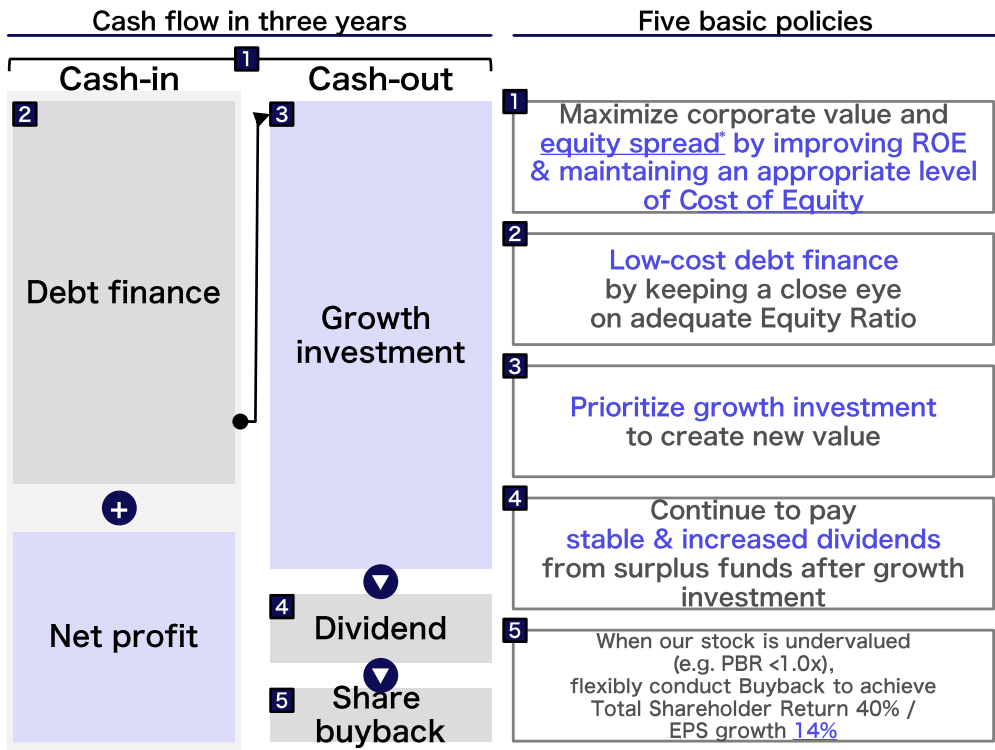 Cash flow in three years
1
Cash-in
Cash-out
2
Debt finance
+
Net profit
3
Growth
investment
4
Dividend
5
Share
buyback
Five basic policies
1
Maximize corporate value and
equity spread* by improving ROE
& maintaining an appropriate level
of Cost of Equity
2
Low-cost debt finance
by keeping a close eye
on adequate Equity Ratio
3
Prioritize growth investment
to create new value
4
Continue to pay
stable & increased dividends
from surplus funds after growth
investment
5
When our stock is undervalued
(e.g. PBR <1.0x),
flexibly conduct Buyback to achieve
Total Shareholder Return 40% /
EPS growth 14%